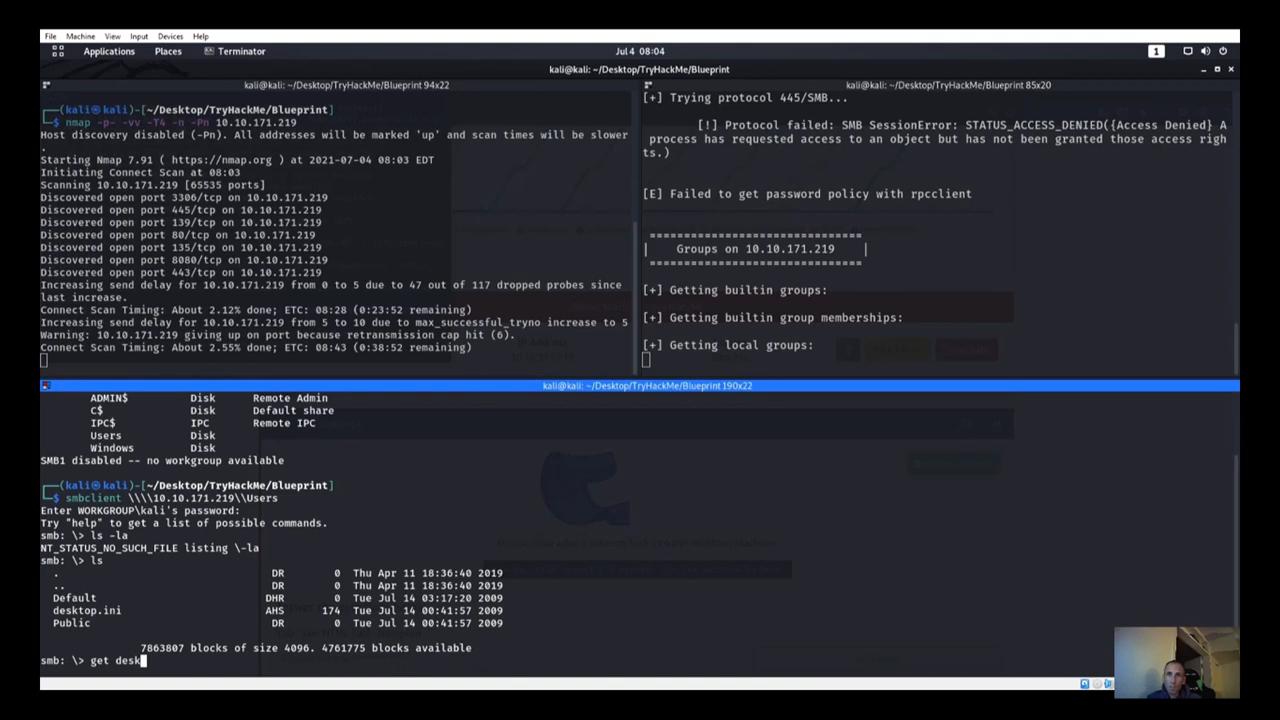 File Machine View Input Devices Help
Applications Places Terminator Jul 4 08:04 1
kali@kali: ~/Desktop/TryHackMe/Blueprint
kali@kali: ~/Desktop/TryHackMe/Blueprint 94x22
┌──(kali㉿kali)-[~/Desktop/TryHackMe/Blueprint]
└─$ nmap -p- -vv -T4 -n -Pn 10.10.171.219
Host discovery disabled (-Pn). All addresses will be marked 'up' and scan times will be slower
.
Starting Nmap 7.91 ( https://nmap.org ) at 2021-07-04 08:03 EDT
Initiating Connect Scan at 08:03
Scanning 10.10.171.219 [65535 ports]
Discovered open port 3306/tcp on 10.10.171.219
Discovered open port 445/tcp on 10.10.171.219
Discovered open port 139/tcp on 10.10.171.219
Discovered open port 80/tcp on 10.10.171.219
Discovered open port 135/tcp on 10.10.171.219
Discovered open port 8080/tcp on 10.10.171.219
Discovered open port 443/tcp on 10.10.171.219
Increasing send delay for 10.10.171.219 from 0 to 5 due to 47 out of 117 dropped probes since
last increase.
Connect Scan Timing: About 2.12% done; ETC: 08:28 (0:23:52 remaining)
Increasing send delay for 10.10.171.219 from 5 to 10 due to max_successful_tryno increase to 5
Warning: 10.10.171.219 giving up on port because retransmission cap hit (6).
Connect Scan Timing: About 2.55% done; ETC: 08:43 (0:38:52 remaining)
kali@kali: ~/Desktop/TryHackMe/Blueprint 85x20
[+] Trying protocol 445/SMB...
[!] Protocol failed: SMB SessionError: STATUS_ACCESS_DENIED({Access Denied} A
process has requested access to an object but has not been granted those access righ
ts.)
[E] Failed to get password policy with rpcclient
==============================
| Groups on 10.10.171.219 |
==============================
[+] Getting builtin groups:
[+] Getting builtin group memberships:
[+] Getting local groups:
kali@kali: ~/Desktop/TryHackMe/Blueprint 190x22
ADMIN$ Disk Remote Admin
C$ Disk Default share
IPC$ IPC Remote IPC
Users Disk
Windows Disk
SMB1 disabled -- no workgroup available
┌──(kali㉿kali)-[~/Desktop/TryHackMe/Blueprint]
└─$ smbclient \\\\10.10.171.219\\Users
Enter WORKGROUP\kali's password:
Try "help" to get a list of possible commands.
smb: \> ls -la
NT_STATUS_NO_SUCH_FILE listing \-la
smb: \> ls
. DR 0 Thu Apr 11 18:36:40 2019
.. DR 0 Thu Apr 11 18:36:40 2019
Default DHR 0 Tue Jul 14 03:17:20 2009
desktop.ini AHS 174 Tue Jul 14 00:41:57 2009
Public DR 0 Tue Jul 14 00:41:57 2009
7863807 blocks of size 4096. 4761775 blocks available
smb: \> get desk